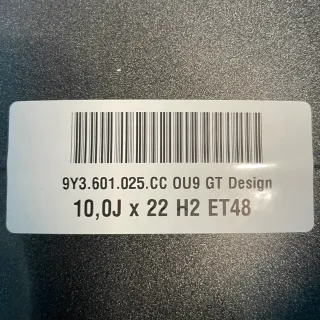 9Y3.601.025.CC OU9 GT Design
10,0J x 22 H2 ET48